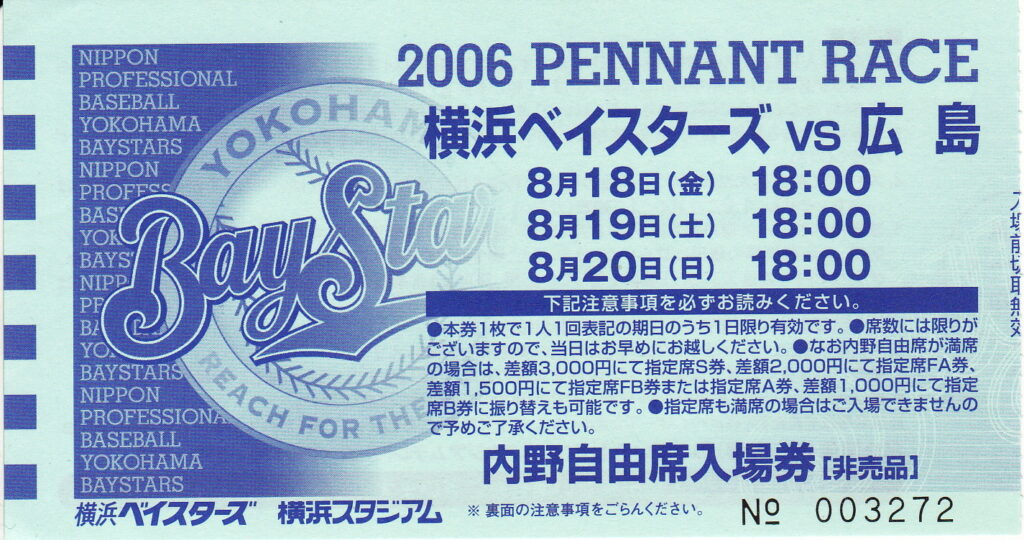 NIPPON
PROFESSIONAL
BASEBALL
YOKOHAMA
BAYSTARS
NIPPON
YOKOHAMA
BayStar
REACH FOR THE
BAYSTARS
NIPPON
PROFESSIONA
BASEBALL
YOKOHAMA
BAYSTARS
2006 PENNANT RACE
横浜ベイスターズ VS 広島
8月18日(金) 18:00
8月19日(土) 18:00
8月20日(日) 18:00
下記注意事項を必ずお読みください。
●本券1枚で1人1回表記の期日のうち1日限り有効です。●席数には限りが
ございますので、当日はお早めにお越しください。●なお内野自由席が満席
の場合は、差額3,000円にて指定席S券、差額2,000円にて指定席FA券、
差額1,500円にて指定席FB券または指定席A券、差額1,000円にて指定
席B券に振り替えも可能です。●指定席も満席の場合はご入場できませんの
で予めご了承ください。
内野自由席入場券[非売品]
横浜ベイスターズ 横浜スタジアム ※裏面の注意事項をごらんください。
№ 003272
入場前切取無効